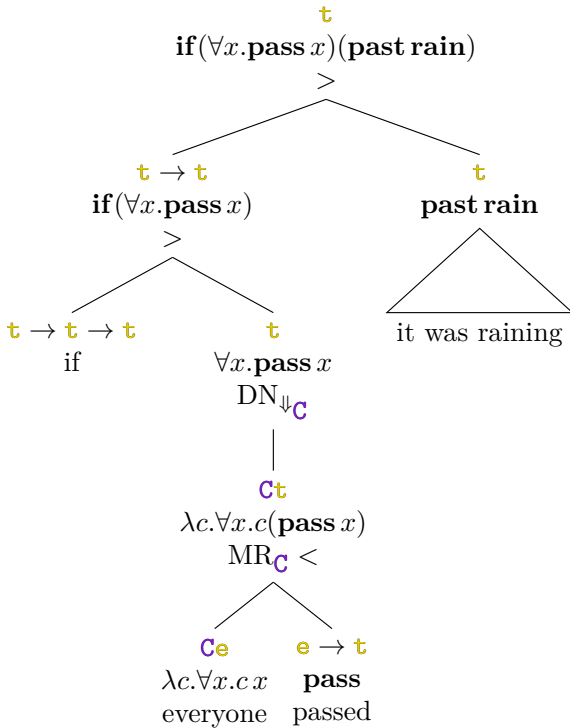 t
if(∀x.pass x)(past rain)
>
t → t
if(∀x.pass x)
>
t
past rain
t → t → t
if
t
∀x.pass x
DN⇓C
it was raining
Ct
λc.∀x.c(pass x)
MRC <
Ce
λc.∀x.c x
everyone
e → t
pass
passed